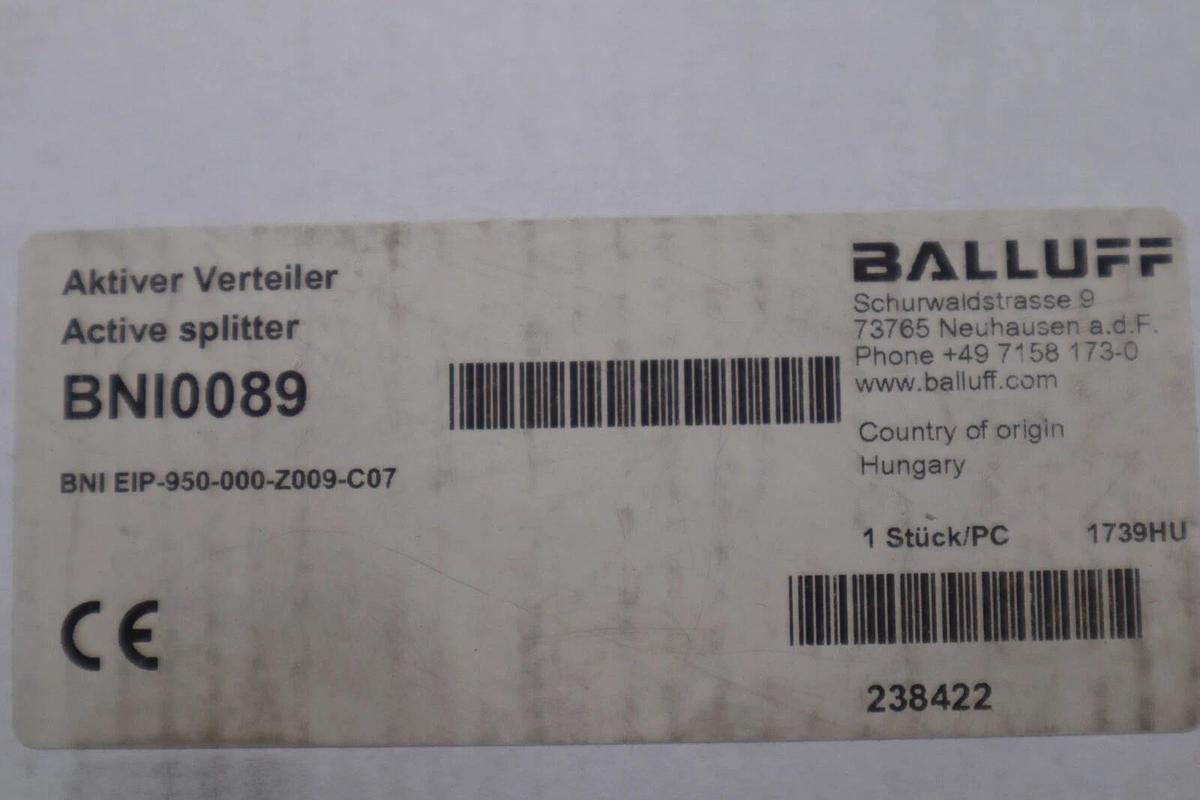 Aktiver Verteiler
Active splitter
BNI0089
BNI EIP-950-000-Z009-C07
CE
BALLUFF
Schurwaldstrasse 9
73765 Neuhausen a.d.F.
Phone +49 7158 173-0
www.balluff.com
Country of origin
Hungary
1 Stück/PC 1739HU
238422